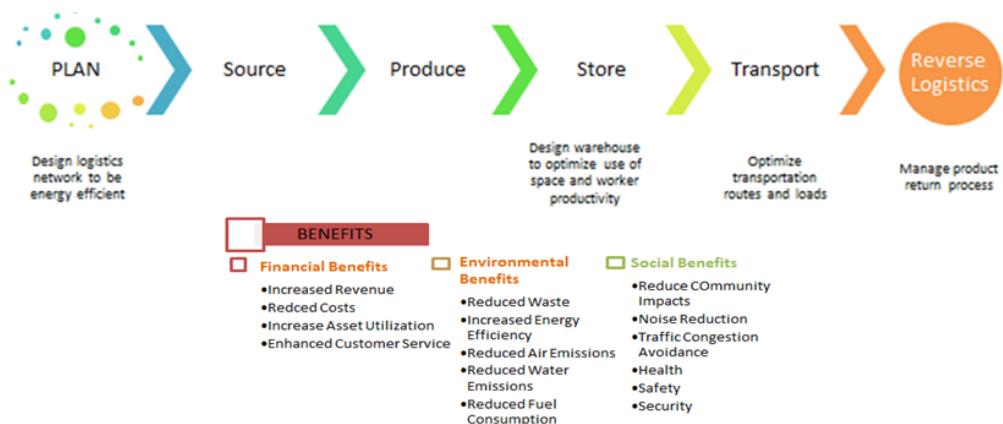 PLAN
Source
Produce
Store
Transport
Reverse
Logistics
Design logistics
network to be
energy efficient
Design warehouse
to optimize use of
space and worker
productivity
Optimize
transportation
routes and loads
Manage product
return process
BENEFITS
Financial Benefits
•Increased Revenue
•Redced Costs
•Increase Asset Utilization
•Enhanced Customer Service
Environmental
Benefits
•Reduced Waste
•Increased Energy
Efficiency
•Reduced Air Emissions
•Reduced Water
Emissions
•Reduced Fuel
Consumption
Social Benefits
•Reduce COmmunity
Impacts
•Noise Reduction
•Traffic Congestion
Avoidance
•Health
•Safety
•Security